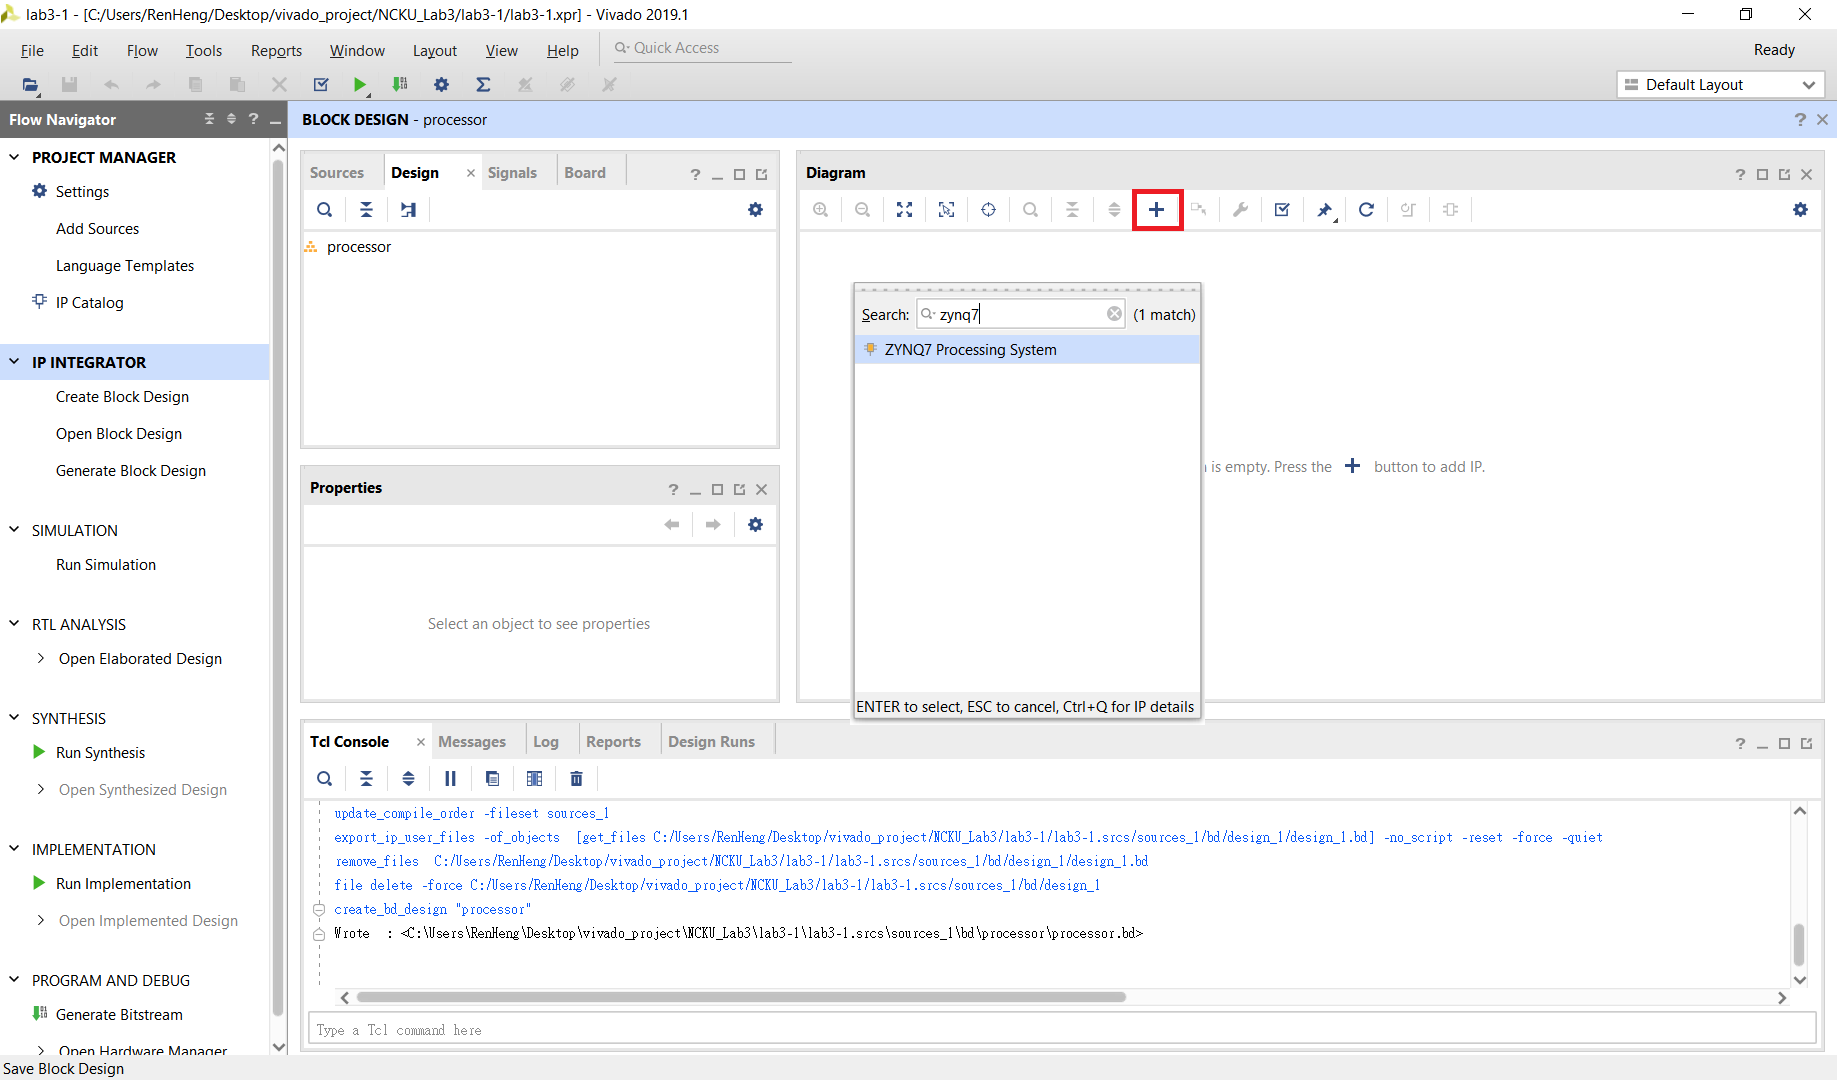 lab3-1 - [C:/Users/RenHeng/Desktop/vivado_project/NCKU_Lab3/lab3-1/lab3-1.xpr] - Vivado 2019.1
File Edit Flow Tools Reports Window Layout View Help Quick Access Ready
Default Layout
Flow Navigator
PROJECT MANAGER
Settings
Add Sources
Language Templates
IP Catalog
IP INTEGRATOR
Create Block Design
Open Block Design
Generate Block Design
SIMULATION
Run Simulation
RTL ANALYSIS
Open Elaborated Design
SYNTHESIS
Run Synthesis
Open Synthesized Design
IMPLEMENTATION
Run Implementation
Open Implemented Design
PROGRAM AND DEBUG
Generate Bitstream
Open Hardware Manager
BLOCK DESIGN - processor
Sources Design Signals Board
processor
Properties
Select an object to see properties
Diagram
Search: zynq7 (1 match)
ZYNQ7 Processing System
is empty. Press the + button to add IP.
ENTER to select, ESC to cancel, Ctrl+Q for IP details
Tcl Console Messages Log Reports Design Runs
update_compile_order -fileset sources_1
export_ip_user_files -of_objects [get_files C:/Users/RenHeng/Desktop/vivado_project/NCKU_Lab3/lab3-1/lab3-1.srcs/sources_1/bd/design_1/design_1.bd] -no_script -reset -force -quiet
remove_files C:/Users/RenHeng/Desktop/vivado_project/NCKU_Lab3/lab3-1/lab3-1.srcs/sources_1/bd/design_1/design_1.bd
file delete -force C:/Users/RenHeng/Desktop/vivado_project/NCKU_Lab3/lab3-1/lab3-1.srcs/sources_1/bd/design_1
create_bd_design "processor"
Wrote : <C:\Users\RenHeng\Desktop\vivado_project\NCKU_Lab3\lab3-1\lab3-1.srcs\sources_1\bd\processor\processor.bd>
Type a Tcl command here
Save Block Design